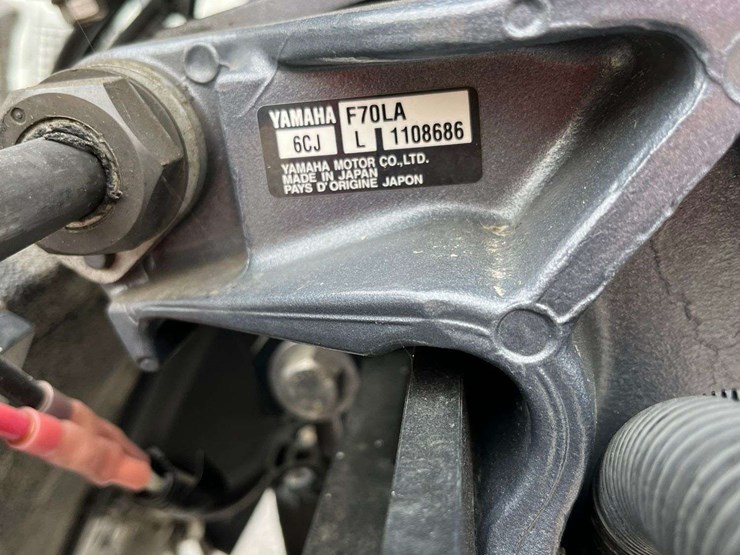 YAMAHA F70LA
6CJ L 1108686
YAMAHA MOTOR CO.,LTD.
MADE IN JAPAN
PAYS D'ORIGINE JAPON